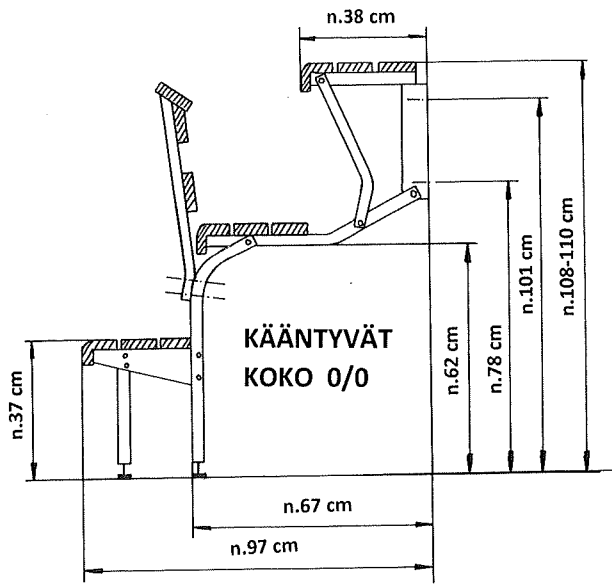 n.38 cm
KÄÄNTYVÄT
KOKO 0/0
n.37 cm
n.62 cm
n.78 cm
n.101 cm
n.108-110 cm
n.67 cm
n.97 cm